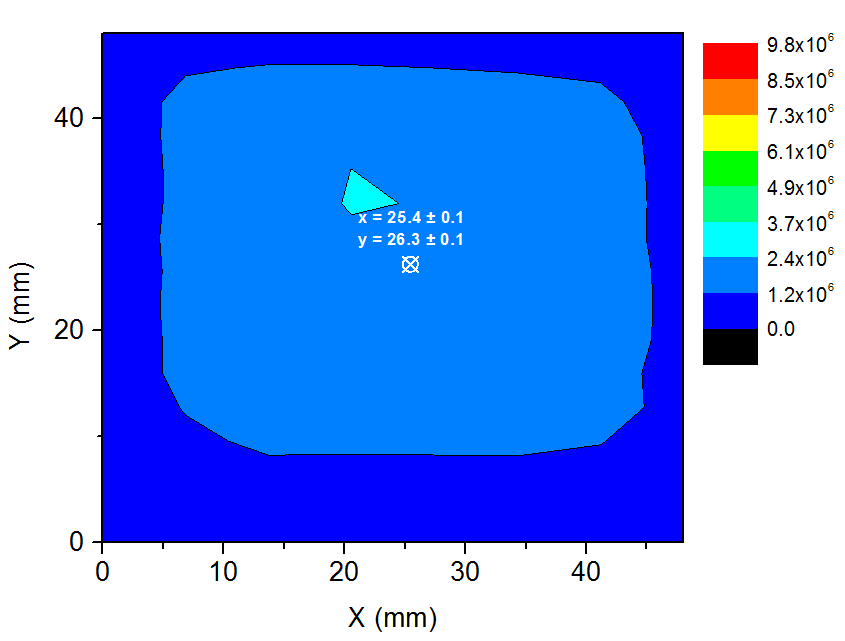 9.8x10⁶
8.5x10⁶
7.3x10⁶
6.1x10⁶
4.9x10⁶
3.7x10⁶
2.4x10⁶
1.2x10⁶
0.0
40
20
0
Y (mm)
x = 25.4 ± 0.1
y = 26.3 ± 0.1
0 10 20 30 40
X (mm)